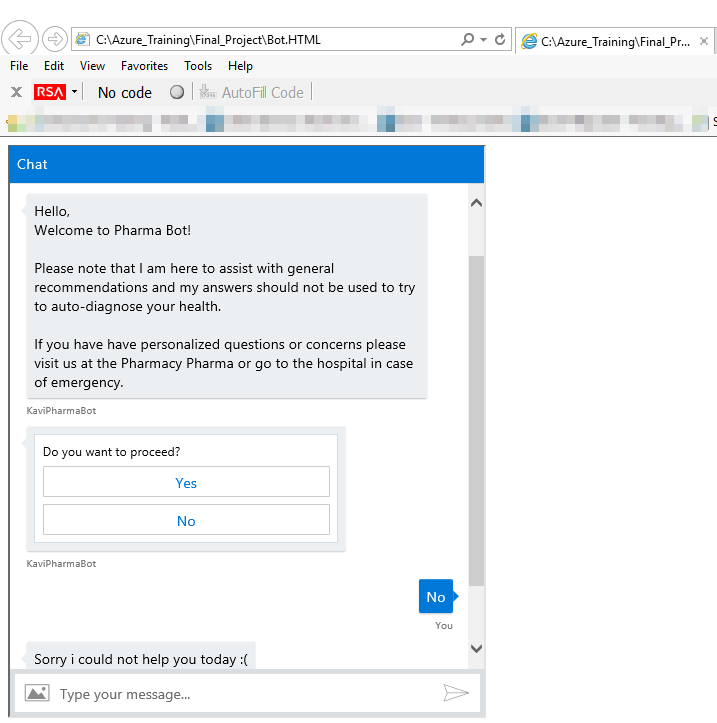 C:\Azure_Training\Final_Project\Bot.HTML
C:\Azure_Training\Final_Pr...
File Edit View Favorites Tools Help
x RSA No code AutoFill Code
S
Chat
Hello,
Welcome to Pharma Bot!
Please note that I am here to assist with general
recommendations and my answers should not be used to try
to auto-diagnose your health.
If you have have personalized questions or concerns please
visit us at the Pharmacy Pharma or go to the hospital in case
of emergency.
KaviPharmaBot
Do you want to proceed?
Yes
No
KaviPharmaBot
No
You
Sorry i could not help you today :(
Type your message...